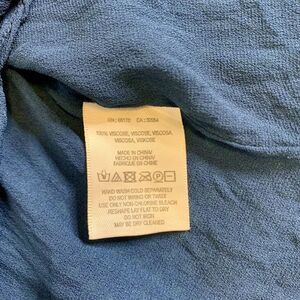 100% VISCOSE, VISCOSE, VISCOSA,
VISCOSA, VISKOSE
MADE IN CHINA/
HECHO EN CHINA/
FABRIQUE EN CHINE
HAND WASH COLD SEPARATELY
DO NOT WRING OR TWIST
USE ONLY NON-CHLORINE BLEACH
RESHAPE LAY FLAT TO DRY
DO NOT IRON
MAY BE DRY CLEANED